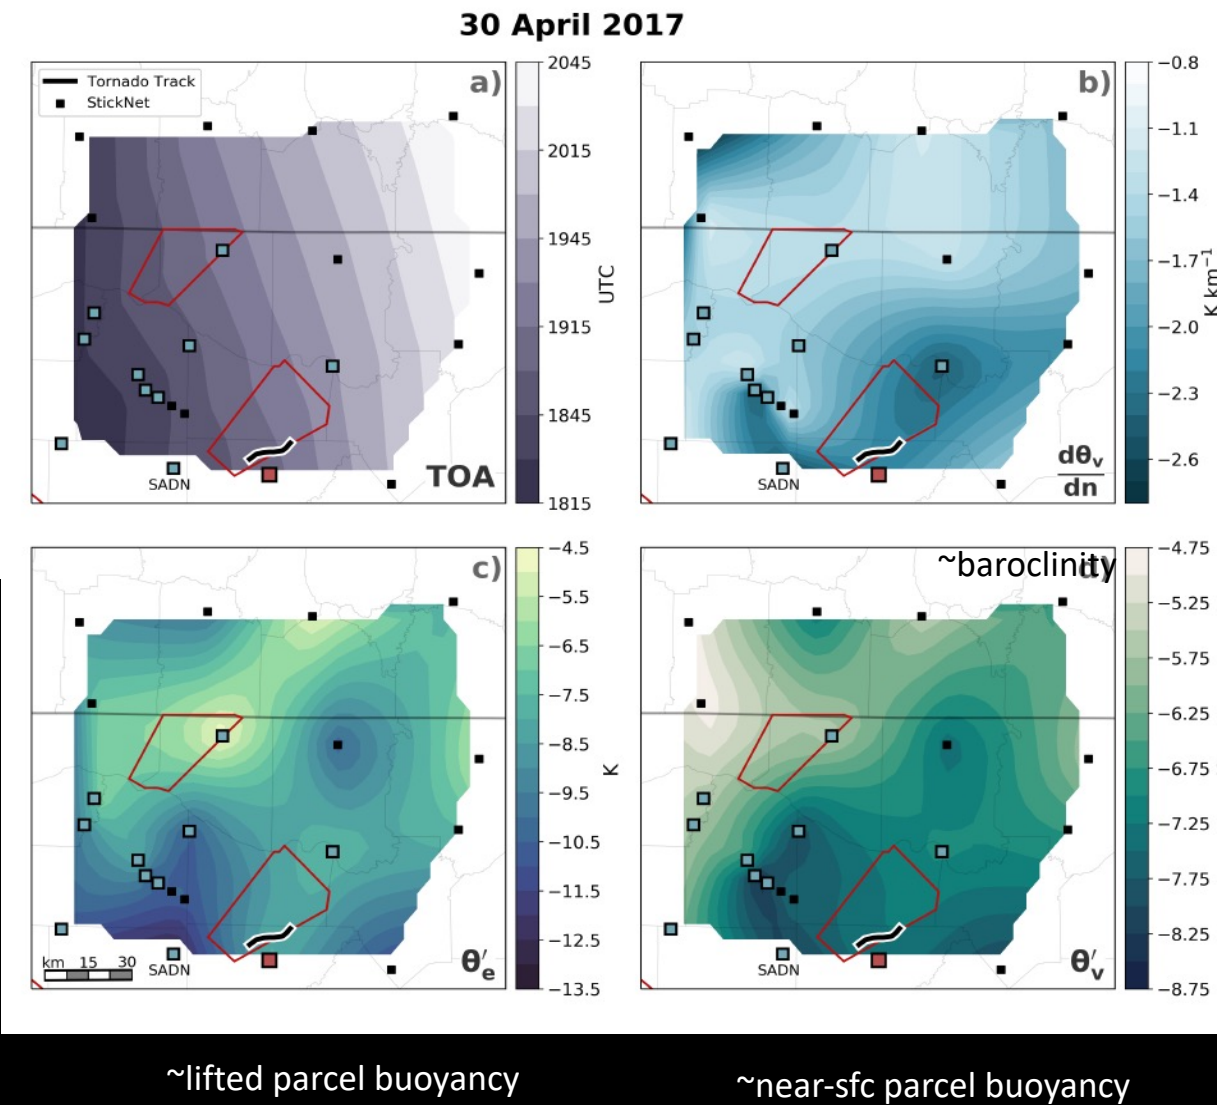 30 April 2017
Tornado Track
StickNet
a)
TOA
SADN
2045
2015
1945
1915
1845
1815
UTC
b)
dθv
dn
SADN
−0.8
−1.1
−1.4
−1.7
−2.0
−2.3
−2.6
K km−1
c)
km 15 30
SADN
θ′e
−4.5
−5.5
−6.5
−7.5
−8.5
−9.5
−10.5
−11.5
−12.5
−13.5
K
~baroclinity
d)
SADN
θ′v
−4.75
−5.25
−5.75
−6.25
−6.75
−7.25
−7.75
−8.25
−8.75
~lifted parcel buoyancy
~near-sfc parcel buoyancy